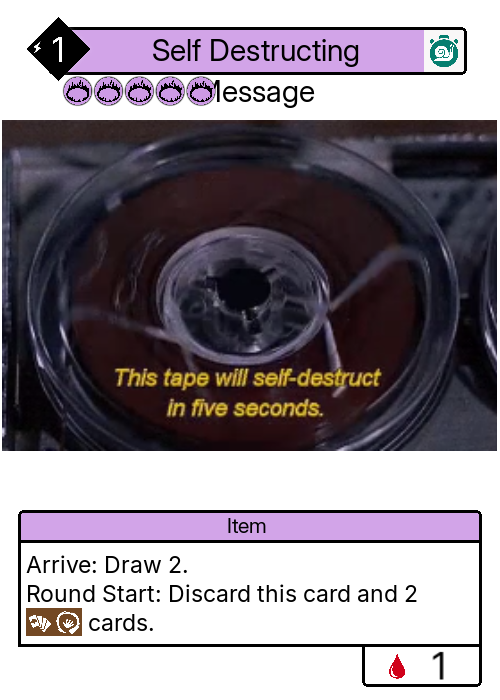 1
Self Destructing
Message
This tape will self-destruct
in five seconds.
Item
Arrive: Draw 2.
Round Start: Discard this card and 2
cards.
1